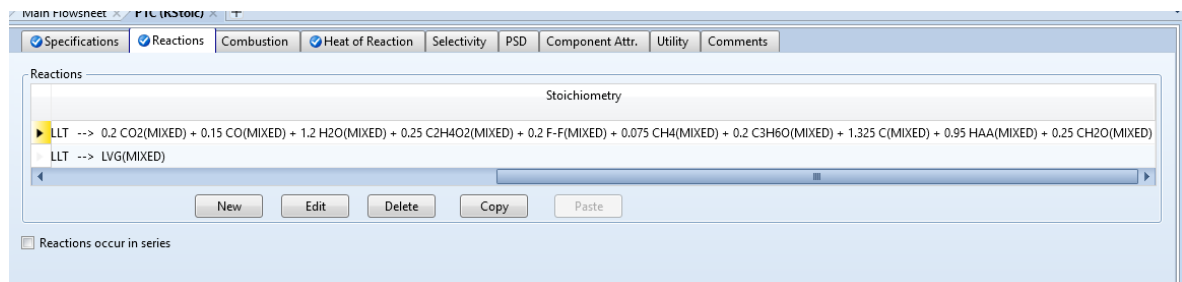 Main Flowsheet × PTC (RStoic) × +
Specifications Reactions Combustion Heat of Reaction Selectivity PSD Component Attr. Utility Comments
Reactions
Stoichiometry
LLT --> 0.2 CO2(MIXED) + 0.15 CO(MIXED) + 1.2 H2O(MIXED) + 0.25 C2H4O2(MIXED) + 0.2 F-F(MIXED) + 0.075 CH4(MIXED) + 0.2 C3H6O(MIXED) + 1.325 C(MIXED) + 0.95 HAA(MIXED) + 0.25 CH2O(MIXED)
LLT --> LVG(MIXED)
New Edit Delete Copy Paste
Reactions occur in series